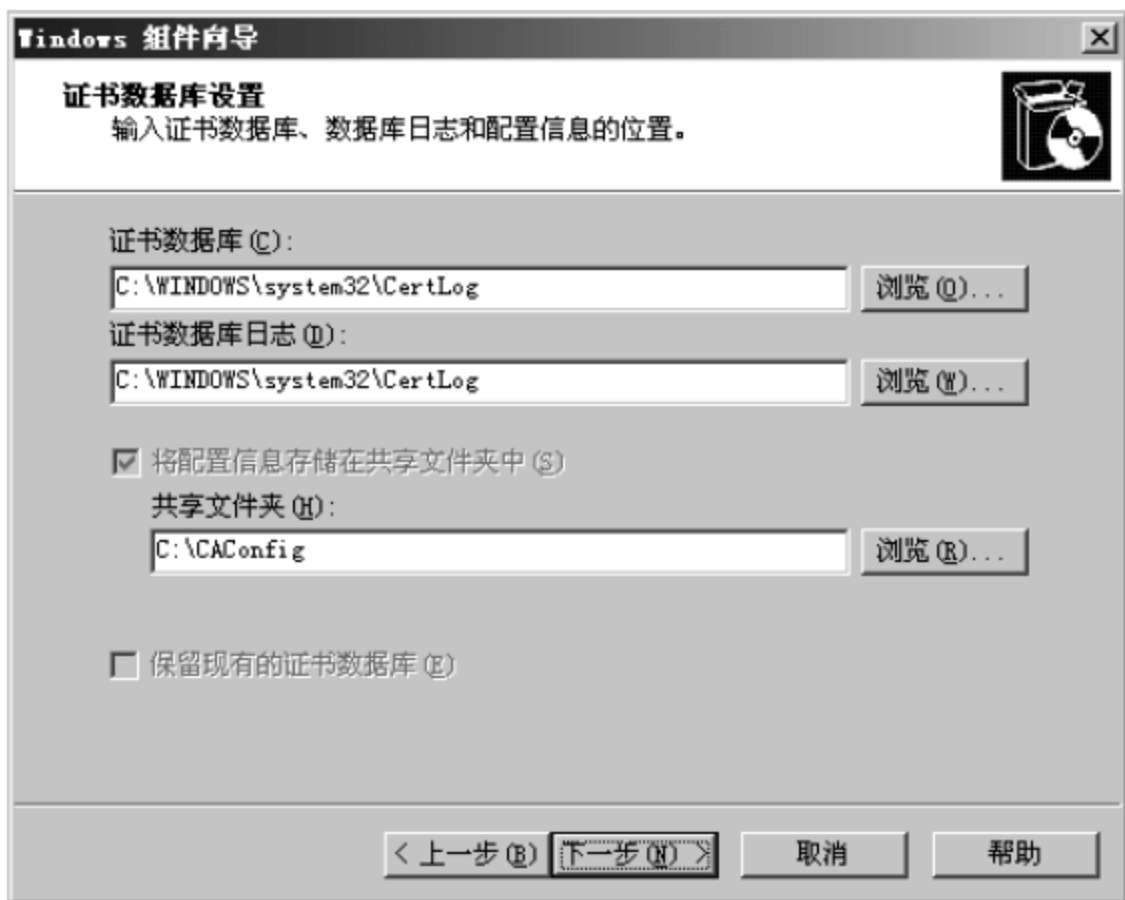 Windows 组件向导
证书数据库设置
输入证书数据库、数据库日志和配置信息的位置。
证书数据库(C):
C:\WINDOWS\system32\CertLog
浏览(O)...
证书数据库日志(D):
C:\WINDOWS\system32\CertLog
浏览(W)...
将配置信息存储在共享文件夹中(S)
共享文件夹(H):
C:\CAConfig
浏览(R)...
保留现有的证书数据库(E)
< 上一步(B) 下一步(N) > 取消 帮助